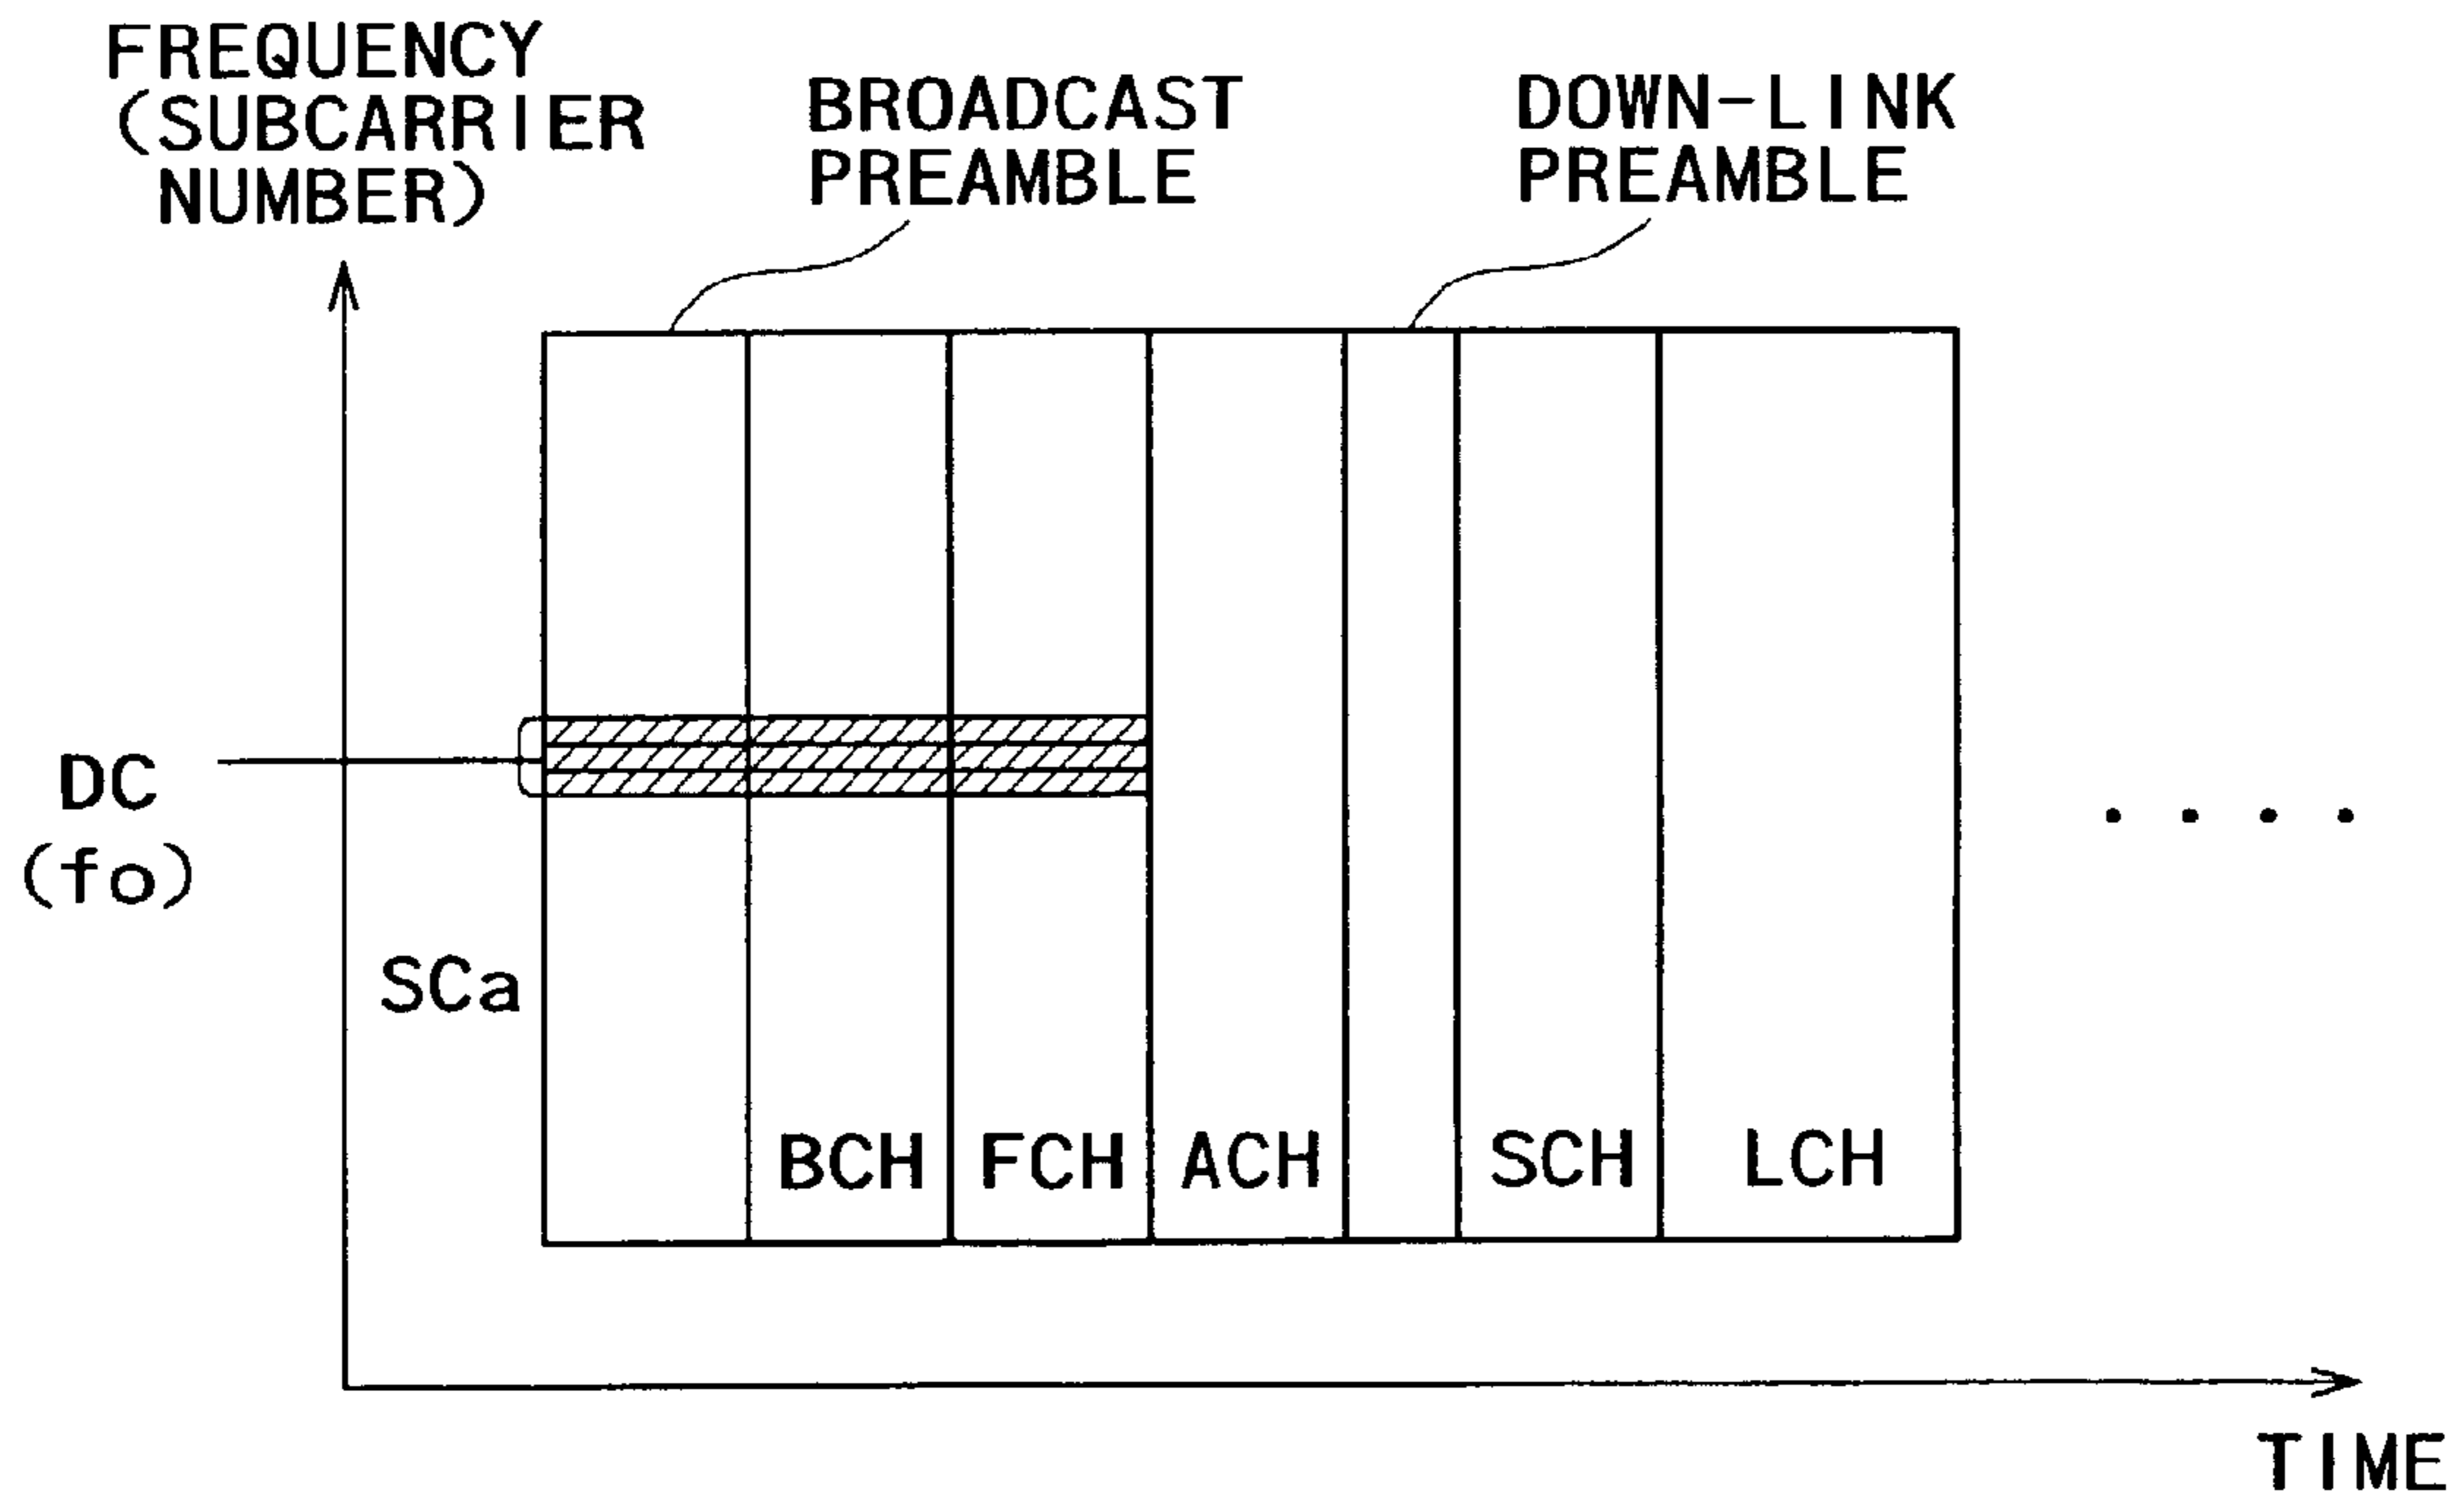 FREQUENCY
(SUBCARRIER
NUMBER)
BROADCAST
PREAMBLE
DOWN-LINK
PREAMBLE
DC
(fo)
SCa
BCH
FCH
ACH
SCH
LCH
TIME